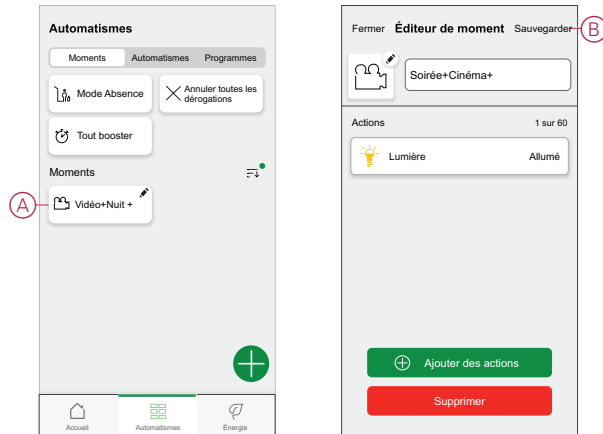 Automatismes
Moments Automatismes Programmes
Mode Absence
Annuler toutes les
dérogations
Tout booster
Moments
A
Vidéo+Nuit +
Accueil Automatismes Énergie
Fermer Éditeur de moment Sauvegarder
B
Soirée+Cinéma+
Actions 1 sur 60
Lumière Allumé
Ajouter des actions
Supprimer